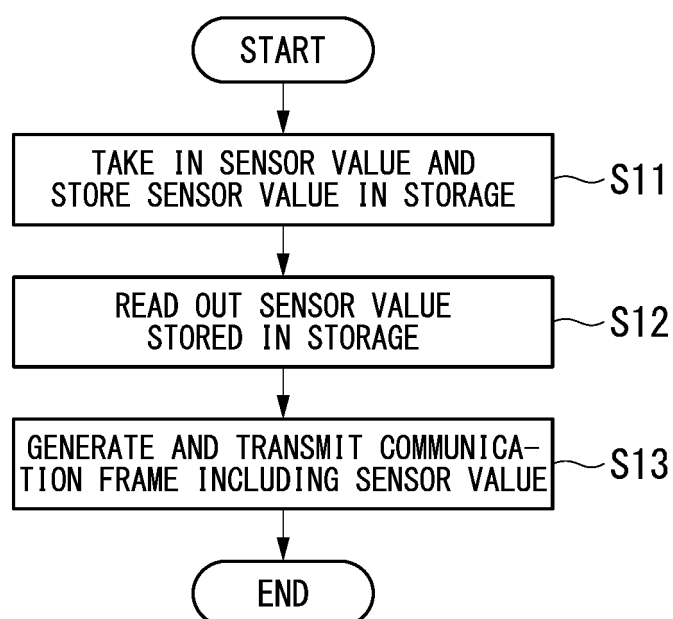 START
TAKE IN SENSOR VALUE AND
STORE SENSOR VALUE IN STORAGE
S11
READ OUT SENSOR VALUE
STORED IN STORAGE
S12
GENERATE AND TRANSMIT COMMUNICA-
TION FRAME INCLUDING SENSOR VALUE
S13
END